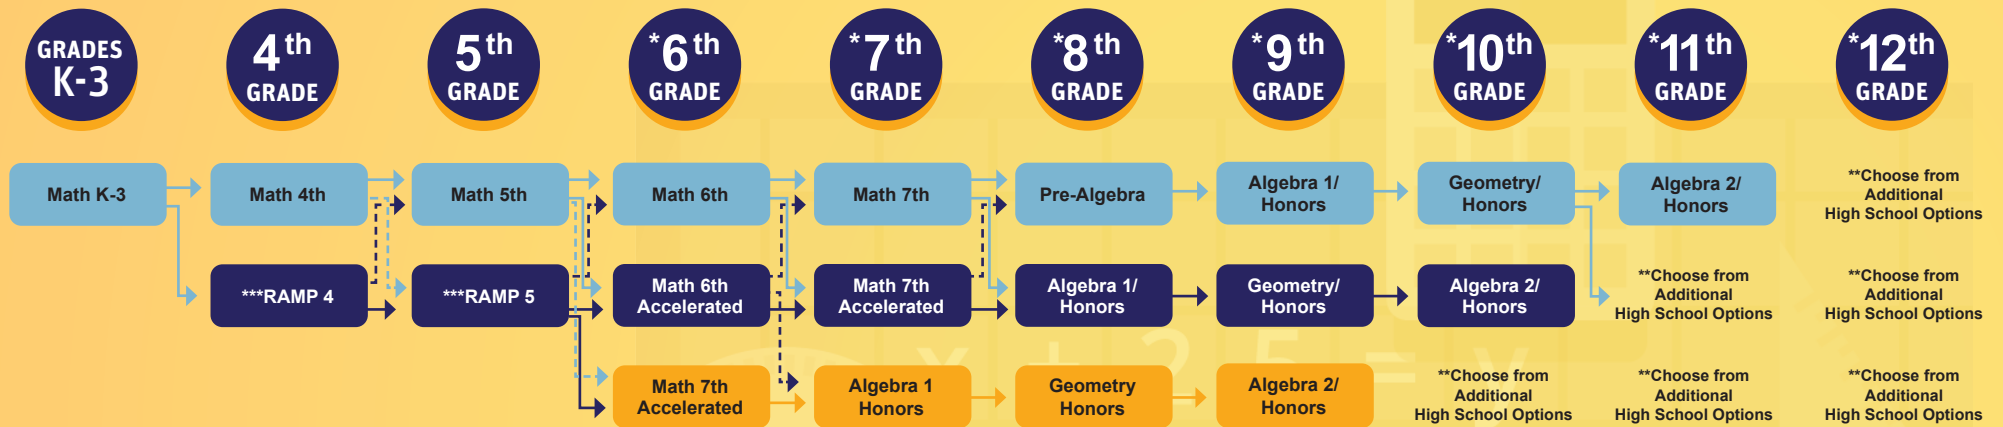 GRADES
K-3
4th
GRADE
5th
GRADE
*6th
GRADE
*7th
GRADE
*8th
GRADE
*9th
GRADE
*10th
GRADE
*11th
GRADE
*12th
GRADE
Math K-3
Math 4th
Math 5th
Math 6th
Math 7th
Pre-Algebra
Algebra 1/
Honors
Geometry/
Honors
Algebra 2/
Honors
**Choose from
Additional
High School Options
***RAMP 4
***RAMP 5
Math 6th
Accelerated
Math 7th
Accelerated
Algebra 1/
Honors
Geometry/
Honors
Algebra 2/
Honors
**Choose from
Additional
High School Options
**Choose from
Additional
High School Options
x + 2 5 = y
Math 7th
Accelerated
Algebra 1
Honors
Geometry
Honors
Algebra 2/
Honors
**Choose from
Additional
High School Options
**Choose from
Additional
High School Options
**Choose from
Additional
High School Options